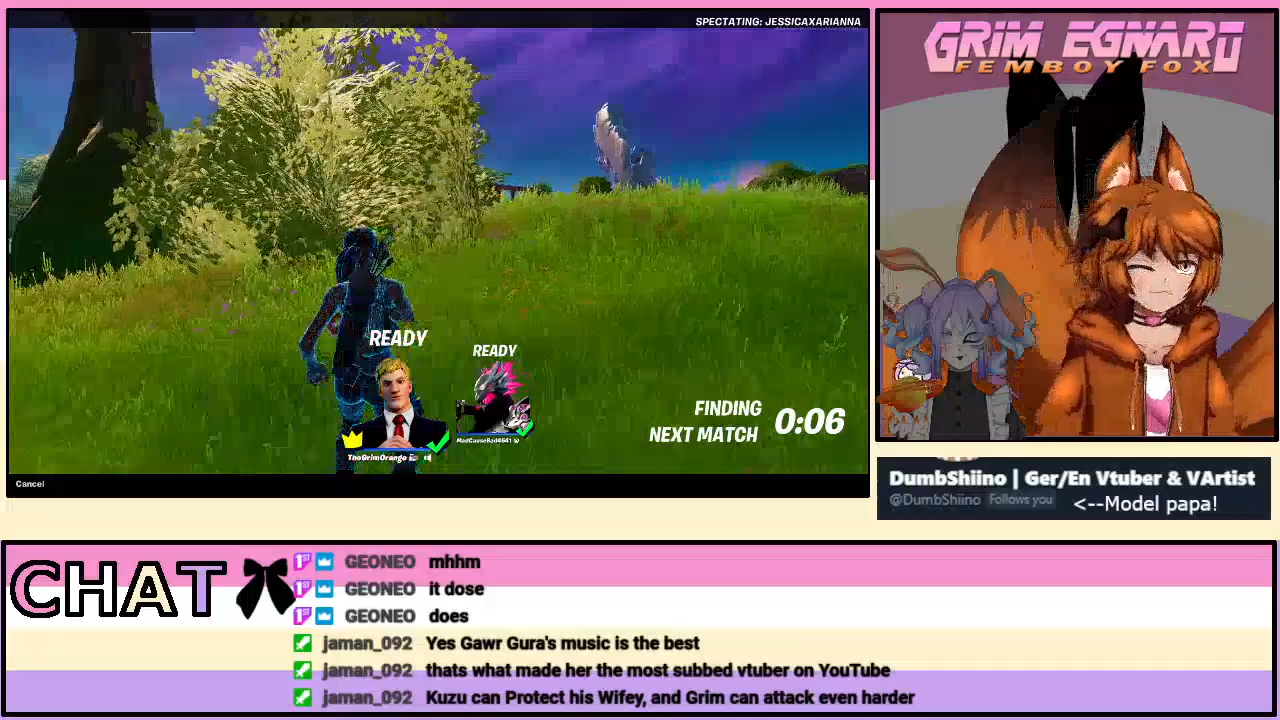 SPECTATING: JESSICAXARIANNA
GRIM EGNARO
FEMBOY FOX
READY
READY
FINDING
NEXT MATCH
0:06
MadCauseBad4641
TheGrimOrange
Cancel
DumbShiino | Ger/En Vtuber & VArtist
@DumbShiino Follows you
<--Model papa!
CHAT
GEONEO mhhm
GEONEO it dose
GEONEO does
jaman_092 Yes Gawr Gura's music is the best
jaman_092 thats what made her the most subbed vtuber on YouTube
jaman_092 Kuzu can Protect his Wifey, and Grim can attack even harder